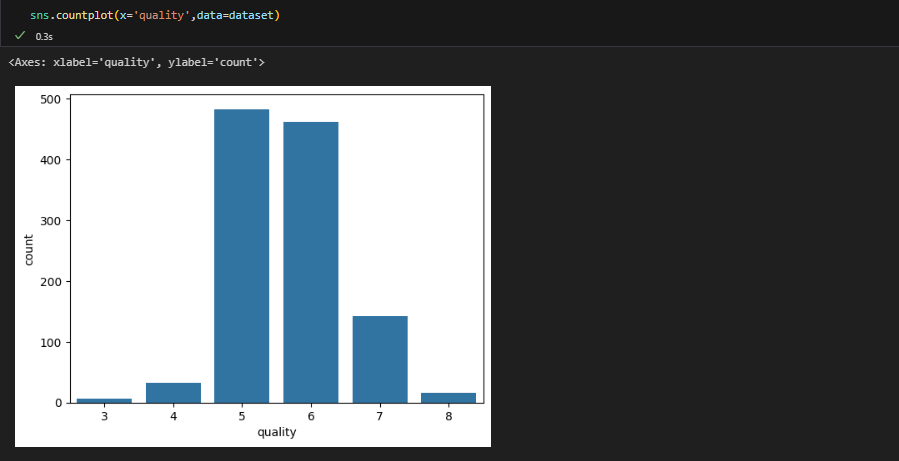 sns.countplot(x='quality',data=dataset)
0.3s
<Axes: xlabel='quality', ylabel='count'>
500
400
300
200
100
0
count
3 4 5 6 7 8
quality